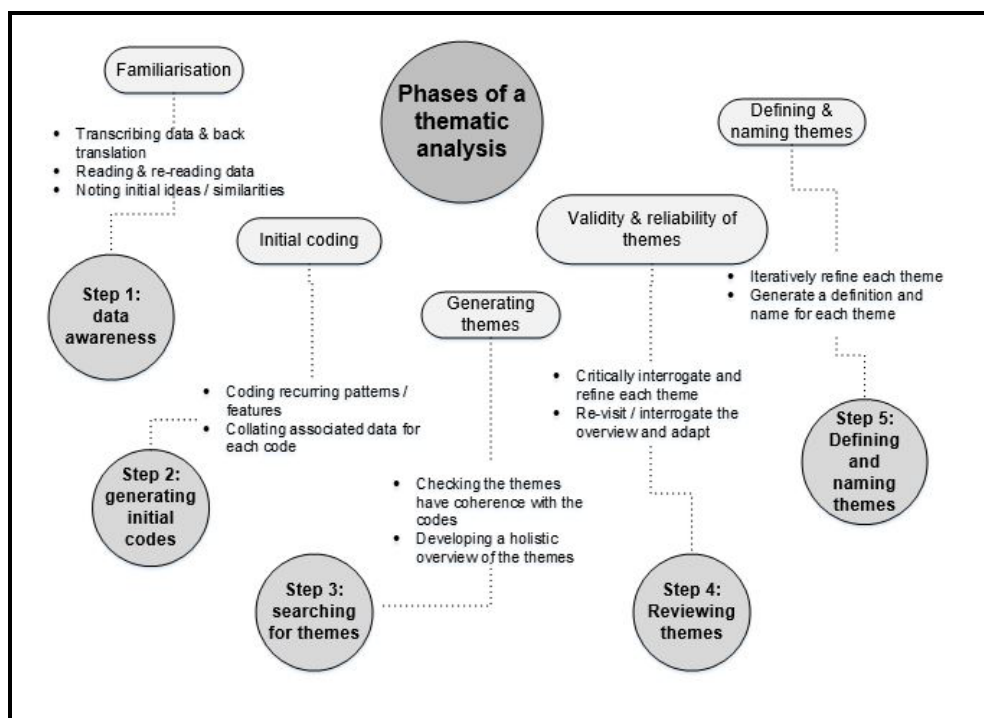 Phases of a
thematic
analysis
Familiarisation
• Transcribing data & back
translation
• Reading & re-reading data
• Noting initial ideas / similarities
Step 1:
data
awareness
Initial coding
• Coding recurring patterns /
features
• Collating associated data for
each code
Step 2:
generating
initial
codes
Generating
themes
• Checking the themes
have coherence with the
codes
• Developing a holistic
overview of the themes
Step 3:
searching
for themes
Validity & reliability of
themes
• Critically interrogate and
refine each theme
• Re-visit / interrogate the
overview and adapt
Step 4:
Reviewing
themes
Defining &
naming themes
• Iteratively refine each theme
• Generate a definition and
name for each theme
Step 5:
Defining
and
naming
themes